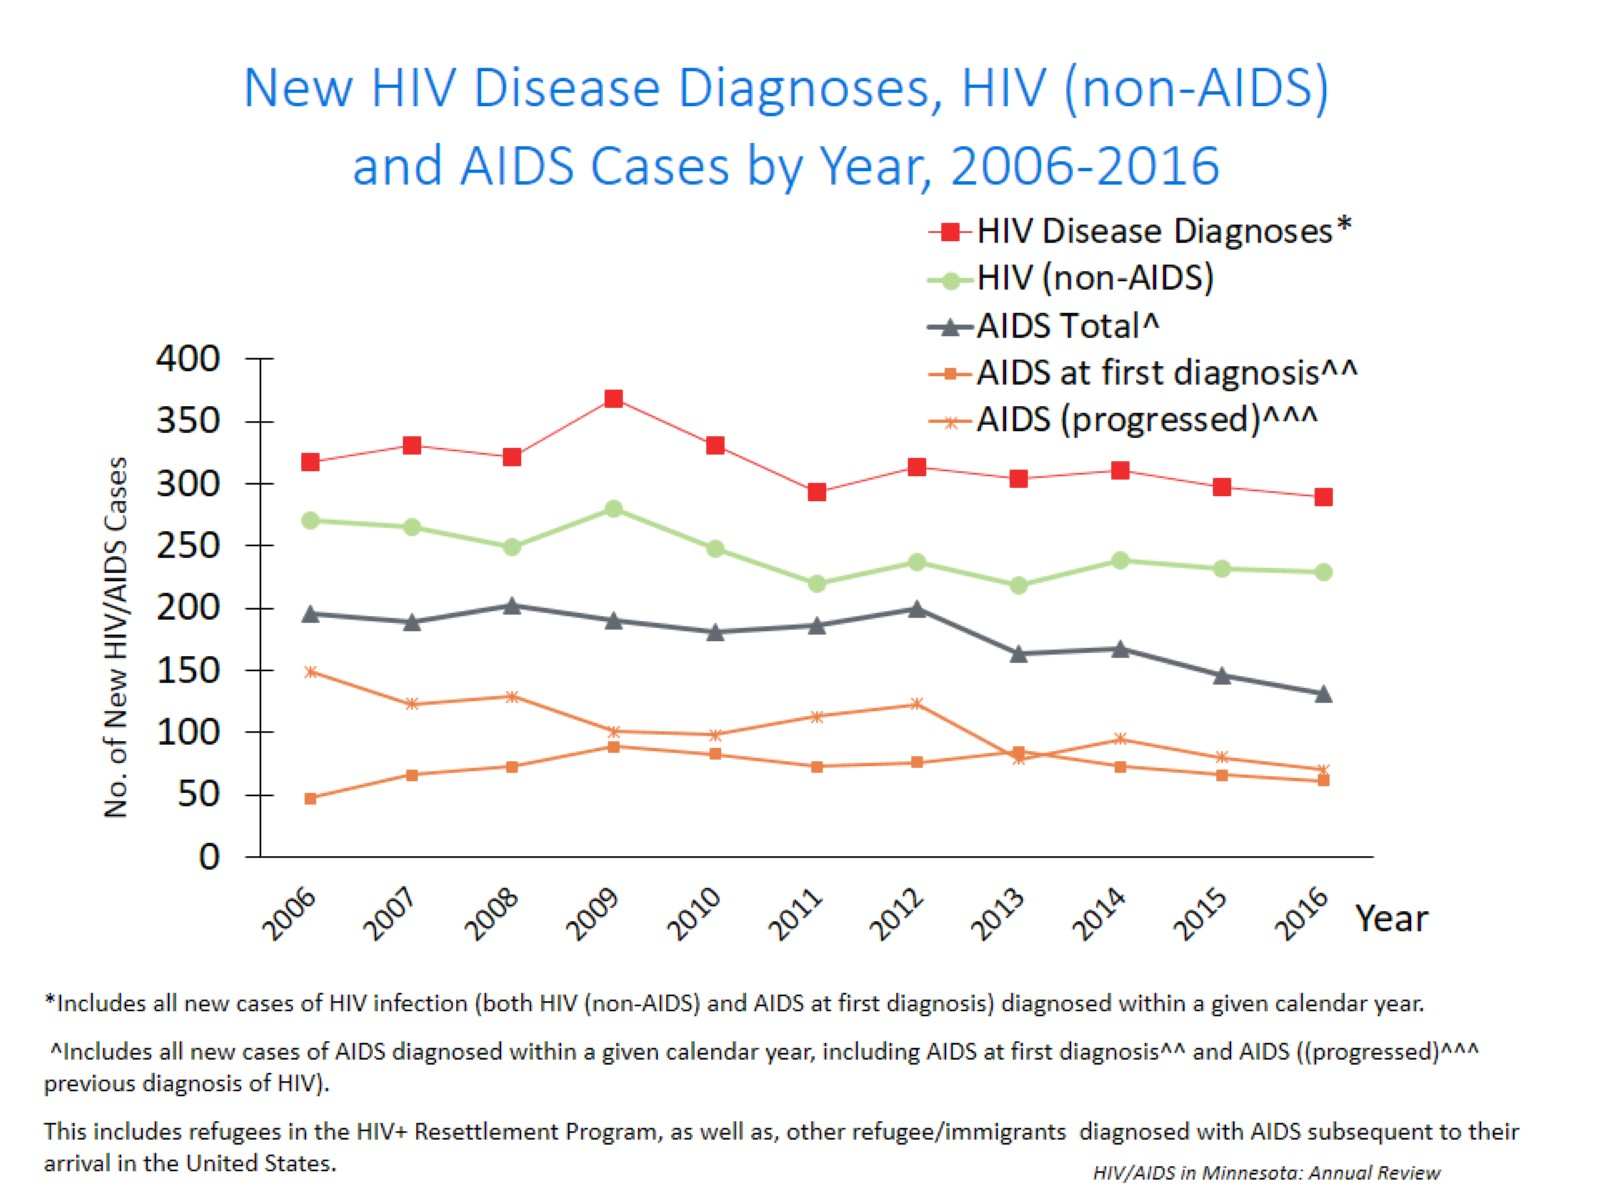 New HIV Disease Diagnoses, HIV (non-AIDS)
and AIDS Cases by Year, 2006-2016
HIV Disease Diagnoses*
HIV (non-AIDS)
AIDS Total^
AIDS at first diagnosis^^
AIDS (progressed)^^^
No. of New HIV/AIDS Cases
400
350
300
250
200
150
100
50
0
2006
2007
2008
2009
2010
2011
2012
2013
2014
2015
2016
Year
*Includes all new cases of HIV infection (both HIV (non-AIDS) and AIDS at first diagnosis) diagnosed within a given calendar year.
^Includes all new cases of AIDS diagnosed within a given calendar year, including AIDS at first diagnosis^^ and AIDS ((progressed)^^^
previous diagnosis of HIV).
This includes refugees in the HIV+ Resettlement Program, as well as, other refugee/immigrants diagnosed with AIDS subsequent to their
arrival in the United States.
HIV/AIDS in Minnesota: Annual Review